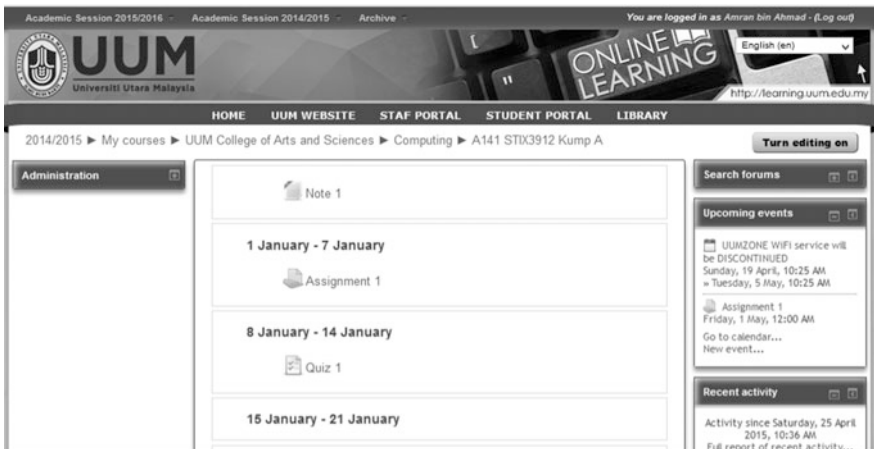 Academic Session 2015/2016 Academic Session 2014/2015 Archive You are logged in as Amran bin Ahmad - (Log out)
UUM
Universiti Utara Malaysia
ONLINE
LEARNING
English (en)
http://learning.uum.edu.my
HOME UUM WEBSITE STAF PORTAL STUDENT PORTAL LIBRARY
2014/2015 ► My courses ► UUM College of Arts and Sciences ► Computing ► A141 STIX3912 Kump A
Turn editing on
Administration
Note 1
1 January - 7 January
Assignment 1
8 January - 14 January
Quiz 1
15 January - 21 January
Search forums
Upcoming events
UUMZONE WiFi service will
be DISCONTINUED
Sunday, 19 April, 10:25 AM
» Tuesday, 5 May, 10:25 AM
Assignment 1
Friday, 1 May, 12:00 AM
Go to calendar...
New event...
Recent activity
Activity since Saturday, 25 April
2015, 10:36 AM
Full report of recent activity...